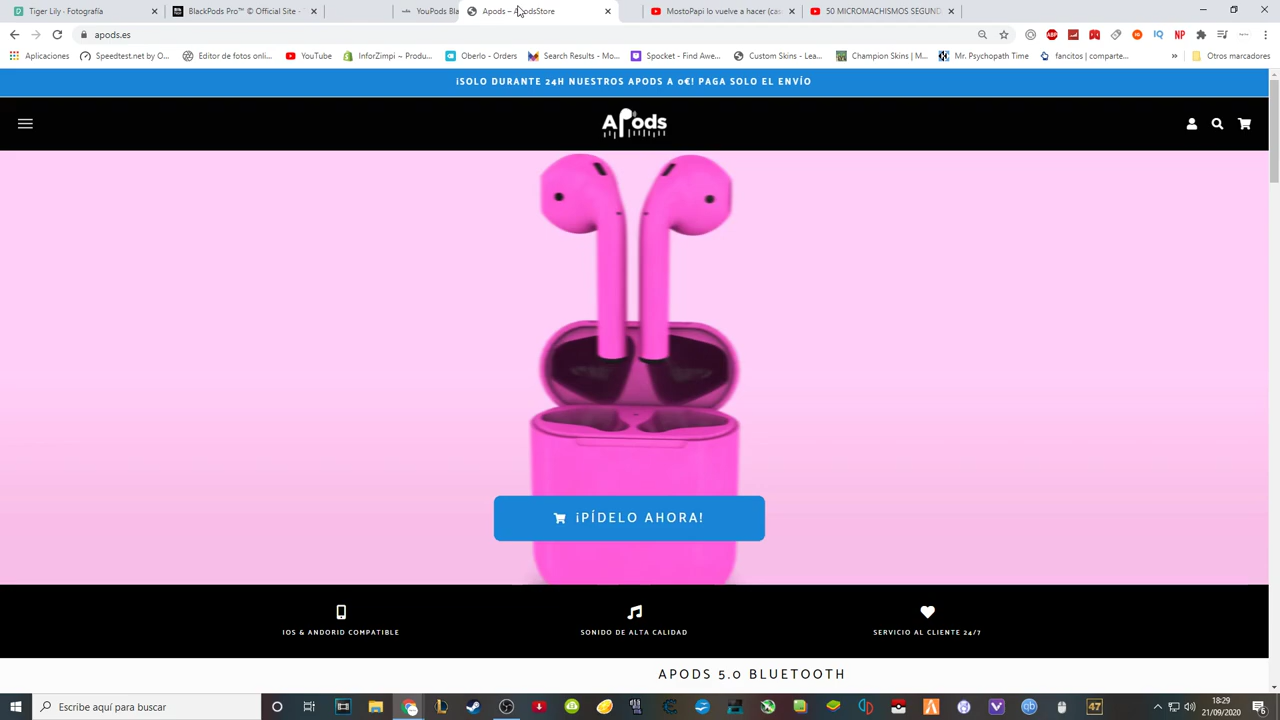 Tiger Lily - Fotografía
BlackPods Pro™ © Official Site -
YouPods Bla
Apods – ApodsStore
MostoPapi lo vuelve a hacer (cas
50 MICROMACHISMOS SEGUND
apods.es
Aplicaciones
Speedtest.net by O...
Editor de fotos onli...
YouTube
InforZimpi ~ Produ...
Oberlo - Orders
Search Results - Mo...
Spocket - Find Awe...
Custom Skins - Lea...
Champion Skins | M...
Mr. Psychopath Time
fancitos | comparte...
»
Otros marcadores
¡SOLO DURANTE 24H NUESTROS APODS A 0€! PAGA SOLO EL ENVÍO
APods
¡PÍDELO AHORA!
IOS & ANDORID COMPATIBLE
SONIDO DE ALTA CALIDAD
SERVICIO AL CLIENTE 24/7
APODS 5.0 BLUETOOTH
Escribe aquí para buscar
47
18:29
21/09/2020